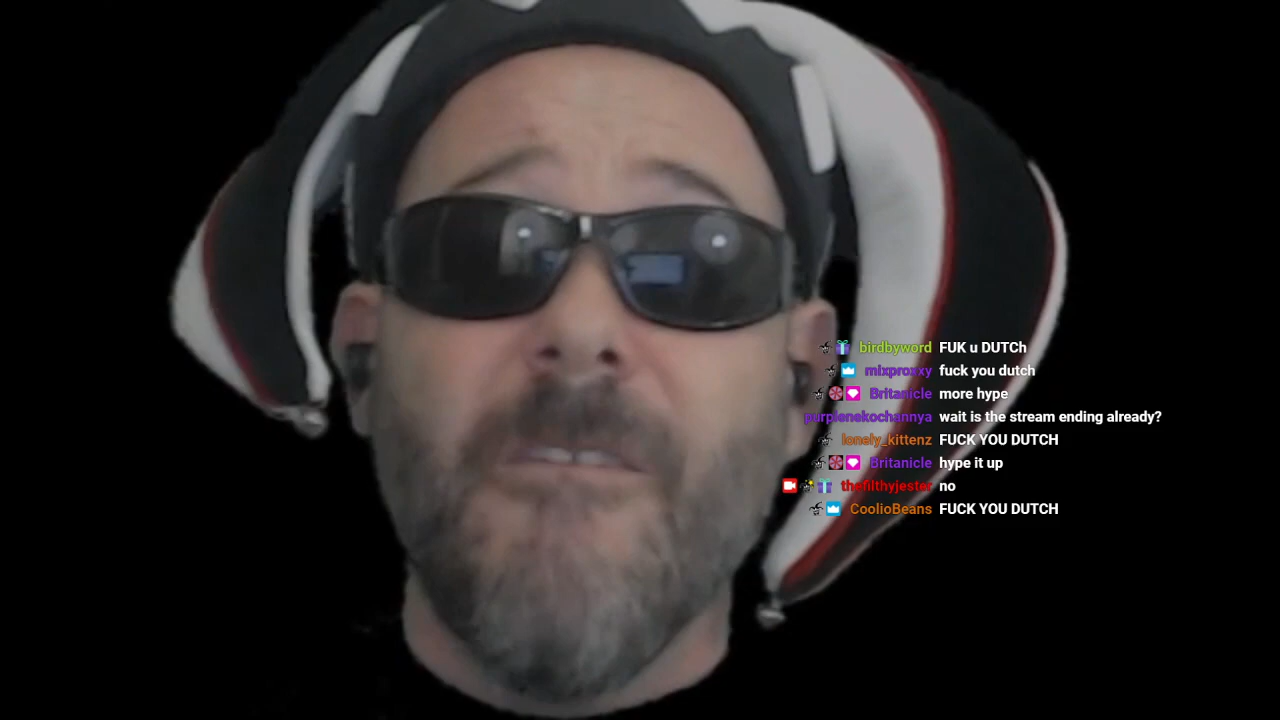 birdbyword FUK u DUTCh
mixproxxy fuck you dutch
Britanicle more hype
purplenekochannya wait is the stream ending already?
lonely_kittenz FUCK YOU DUTCH
Britanicle hype it up
thefilthyjester no
CoolioBeans FUCK YOU DUTCH